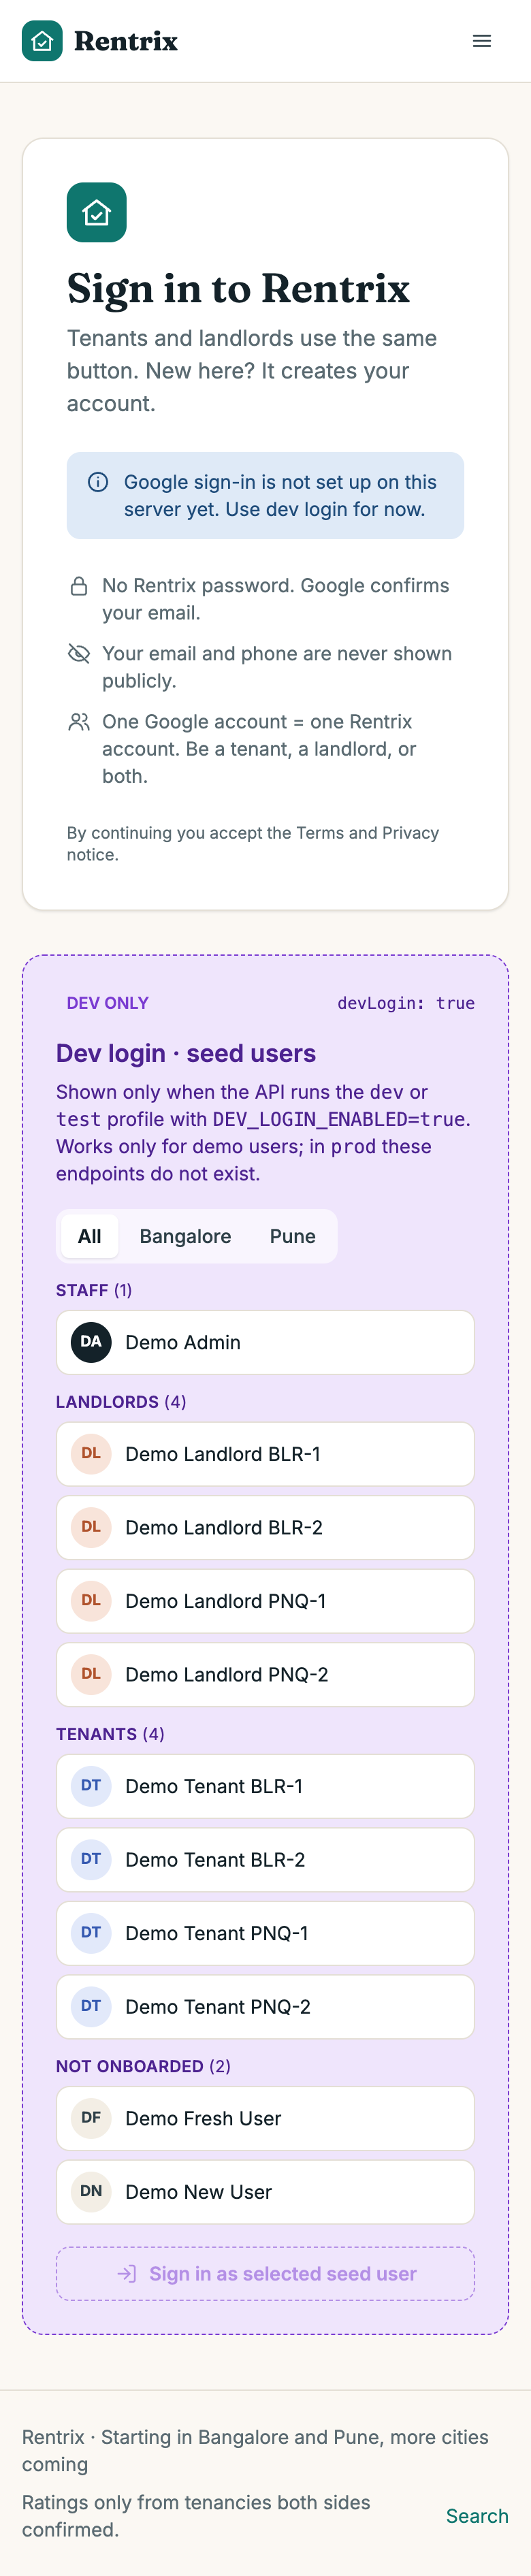 Rentrix
Sign in to Rentrix
Tenants and landlords use the same
button. New here? It creates your
account.
Google sign-in is not set up on this
server yet. Use dev login for now.
No Rentrix password. Google confirms
your email.
Your email and phone are never shown
publicly.
One Google account = one Rentrix
account. Be a tenant, a landlord, or
both.
By continuing you accept the Terms and Privacy
notice.
DEV ONLY devLogin: true
Dev login · seed users
Shown only when the API runs the dev or
test profile with DEV_LOGIN_ENABLED=true.
Works only for demo users; in prod these
endpoints do not exist.
All Bangalore Pune
STAFF (1)
DA Demo Admin
LANDLORDS (4)
DL Demo Landlord BLR-1
DL Demo Landlord BLR-2
DL Demo Landlord PNQ-1
DL Demo Landlord PNQ-2
TENANTS (4)
DT Demo Tenant BLR-1
DT Demo Tenant BLR-2
DT Demo Tenant PNQ-1
DT Demo Tenant PNQ-2
NOT ONBOARDED (2)
DF Demo Fresh User
DN Demo New User
Sign in as selected seed user
Rentrix · Starting in Bangalore and Pune, more cities
coming
Ratings only from tenancies both sides
confirmed.
Search